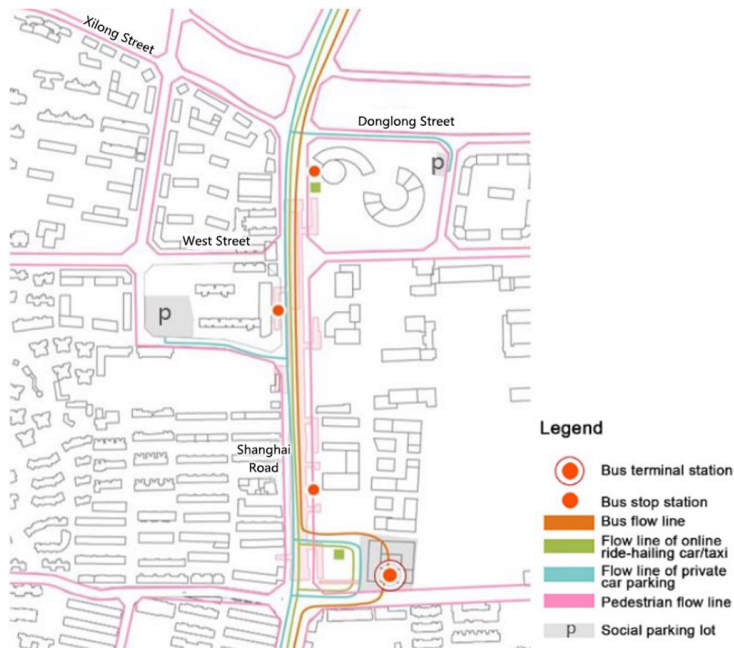 Xilong Street
Donglong Street
P
West Street
P
Shanghai
Road
Legend
Bus terminal station
Bus stop station
Bus flow line
Flow line of online
ride-hailing car/taxi
Flow line of private
car parking
Pedestrian flow line
P Social parking lot